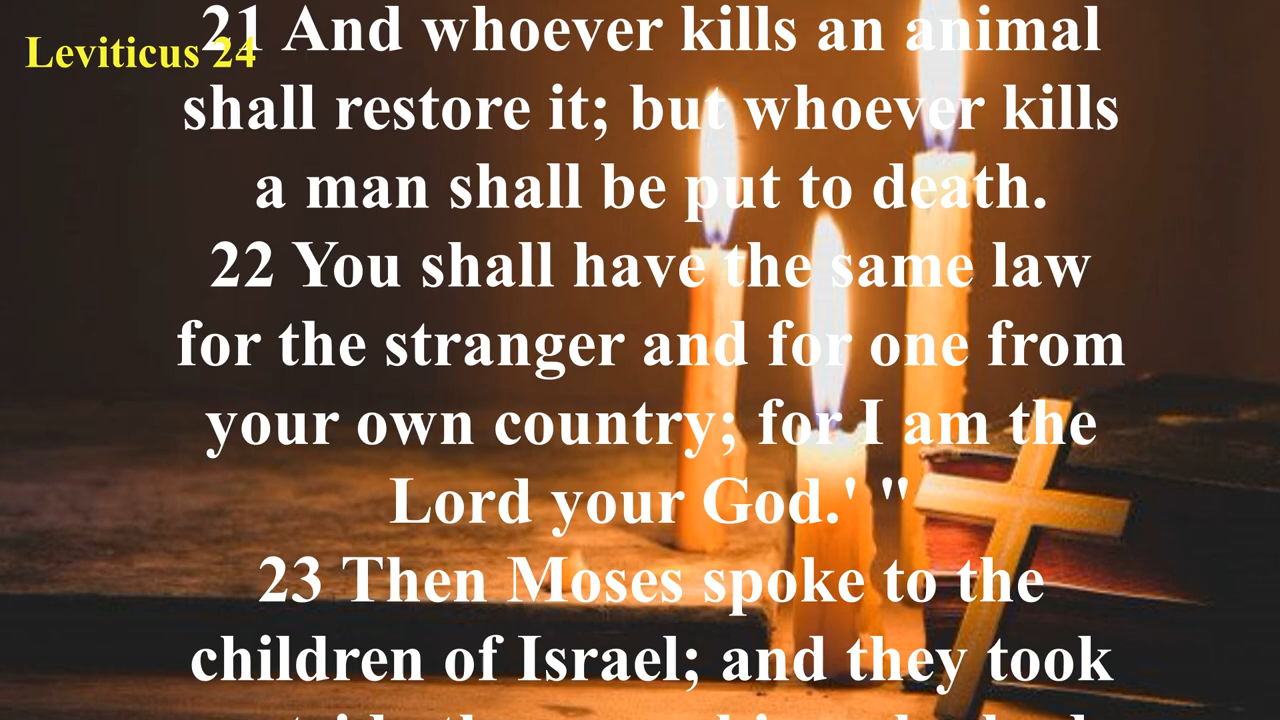 Leviticus 24
21 And whoever kills an animal
shall restore it; but whoever kills
a man shall be put to death.
22 You shall have the same law
for the stranger and for one from
your own country; for I am the
Lord your God.' "
23 Then Moses spoke to the
children of Israel; and they took